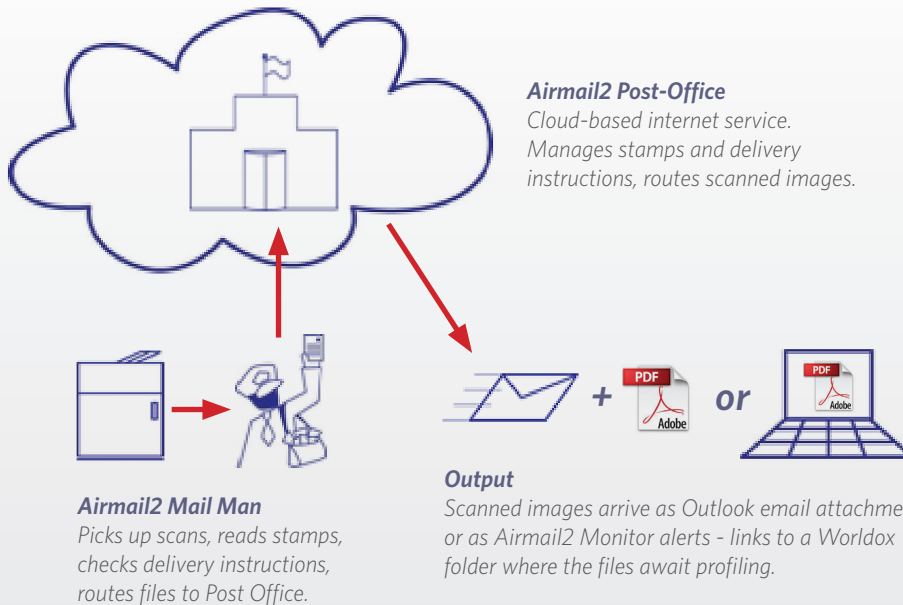 Airmail2 Post-Office
Cloud-based internet service.
Manages stamps and delivery
instructions, routes scanned images.
+ PDF Adobe or PDF Adobe
Airmail2 Mail Man
Picks up scans, reads stamps,
checks delivery instructions,
routes files to Post Office.
Output
Scanned images arrive as Outlook email
or as Airmail2 Monitor alerts - links to a Worldox
folder where the files await profiling.